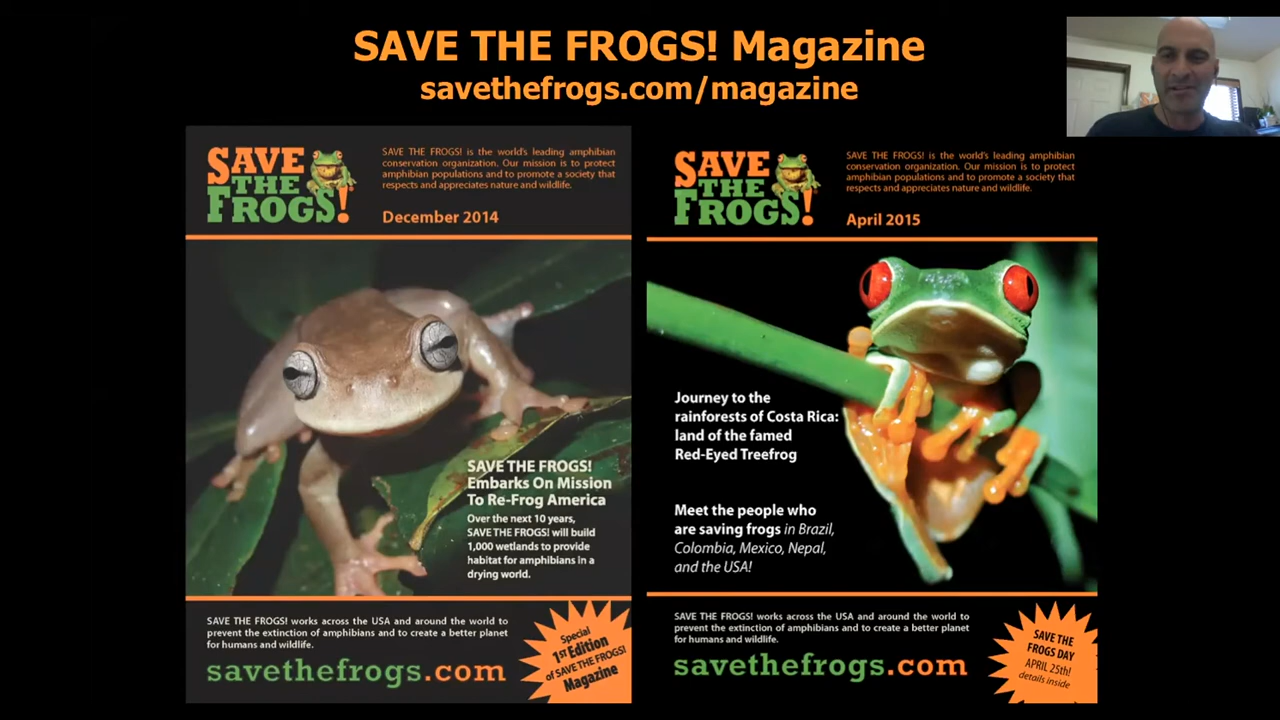 SAVE THE FROGS! Magazine
savethefrogs.com/magazine
SAVE
THE
FROGS!
SAVE THE FROGS! is the world's leading amphibian
conservation organization. Our mission is to protect
amphibian populations and to promote a society that
respects and appreciates nature and wildlife.
December 2014
SAVE THE FROGS!
Embarks On Mission
To Re-Frog America
Over the next 10 years,
SAVE THE FROGS! will build
1,000 wetlands to provide
habitat for amphibians in a
drying world.
SAVE THE FROGS! works across the USA and around the world to
prevent the extinction of amphibians and to create a better planet
for humans and wildlife.
savethefrogs.com
Special
1ST Edition
of SAVE THE FROGS!
Magazine
SAVE
THE
FROGS!
SAVE THE FROGS! is the world's leading amphibian
conservation organization. Our mission is to protect
amphibian populations and to promote a society that
respects and appreciates nature and wildlife.
April 2015
Journey to the
rainforests of Costa Rica:
land of the famed
Red-Eyed Treefrog
Meet the people who
are saving frogs in Brazil,
Colombia, Mexico, Nepal,
and the USA!
SAVE THE FROGS! works across the USA and around the world to
prevent the extinction of amphibians and to create a better planet
for humans and wildlife.
savethefrogs.com
SAVE THE
FROGS DAY
APRIL 25th!
details inside